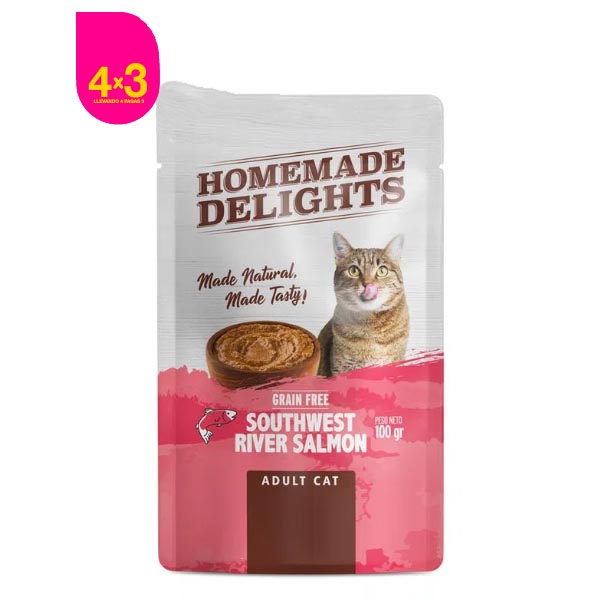 4x3
LLEVANDO 4 PAGAS 3
HOMEMADE
DELIGHTS
Made Natural,
Made Tasty!
GRAIN FREE
SOUTHWEST
RIVER SALMON
PESO NETO
100 gr
ADULT CAT